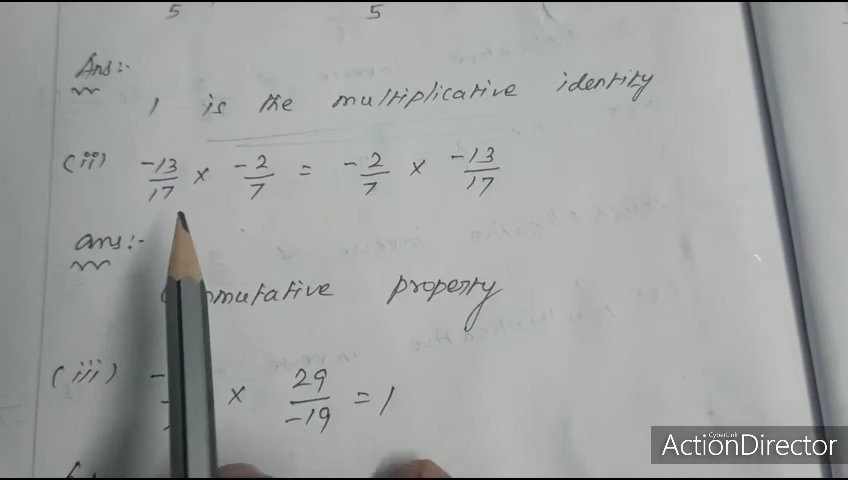 5 5
Ans:-
1 is the multiplicative identity
(ii) -13/17 × -2/7 = -2/7 × -13/17
ans:-
property
(iii) × 29/-19 = 1
CyberLink
ActionDirector